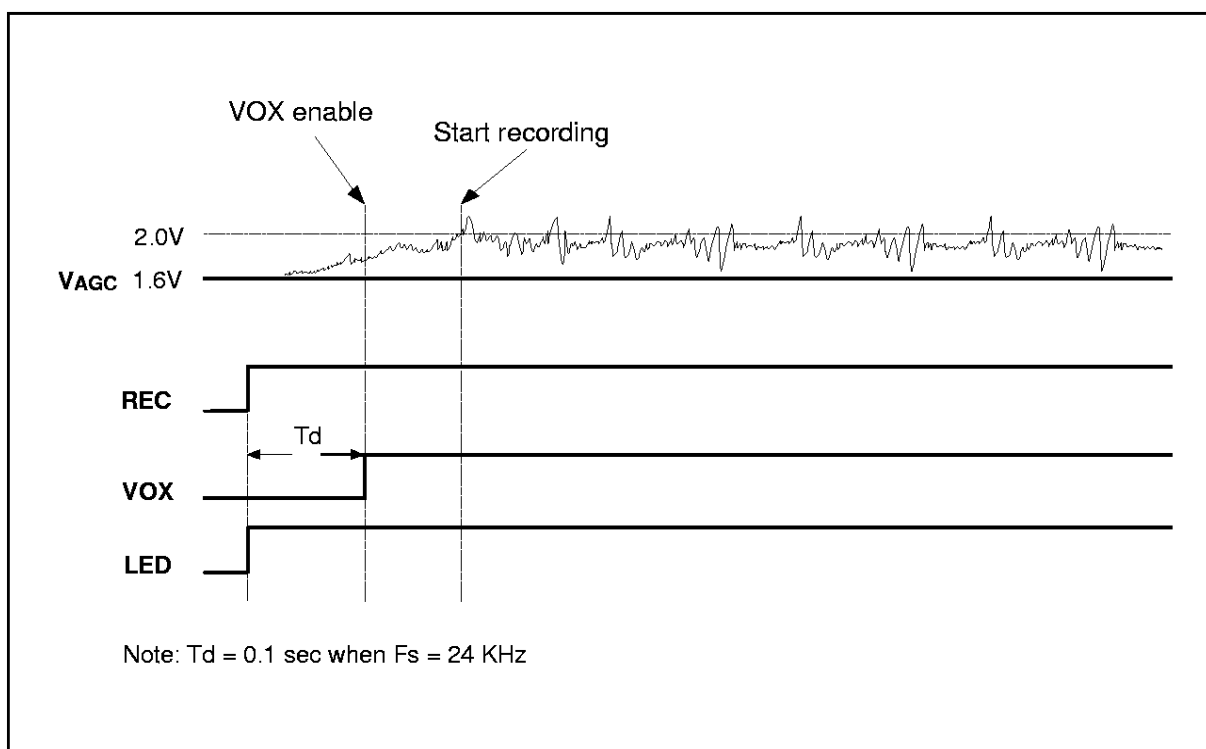 VOX enable
Start recording
2.0V
VAGC 1.6V
REC
Td
VOX
LED
Note: Td = 0.1 sec when Fs = 24 KHz